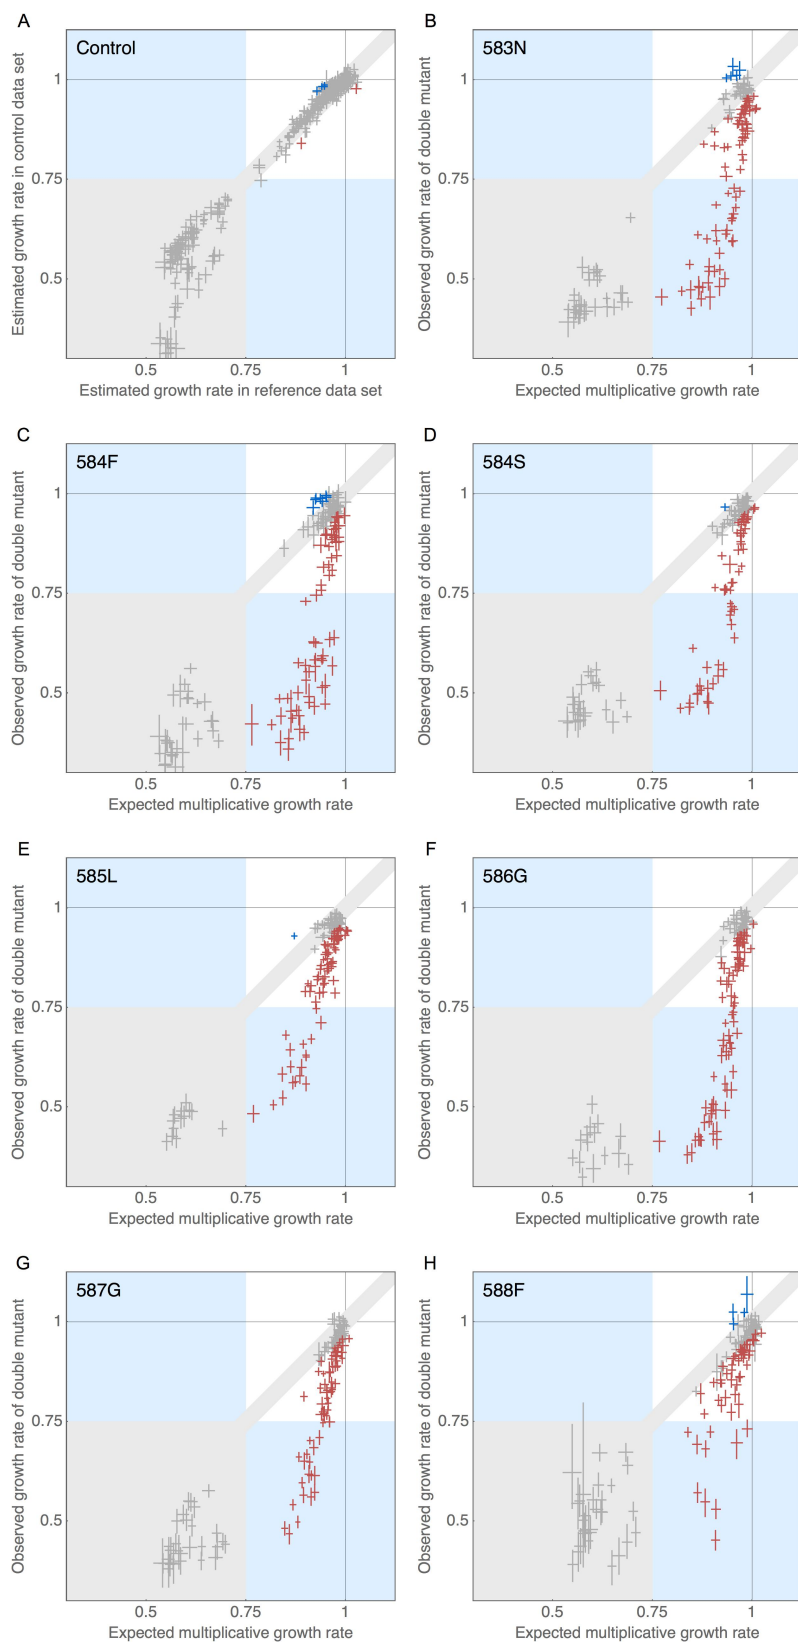 A
Control
Estimated growth rate in control data set
1
0.75
0.5
0.5
0.75
1
Estimated growth rate in reference data set
B
583N
Observed growth rate of double mutant
1
0.75
0.5
0.5
0.75
1
Expected multiplicative growth rate
C
584F
Observed growth rate of double mutant
1
0.75
0.5
0.5
0.75
1
Expected multiplicative growth rate
D
584S
Observed growth rate of double mutant
1
0.75
0.5
0.5
0.75
1
Expected multiplicative growth rate
E
585L
Observed growth rate of double mutant
1
0.75
0.5
0.5
0.75
1
Expected multiplicative growth rate
F
586G
Observed growth rate of double mutant
1
0.75
0.5
0.5
0.75
1
Expected multiplicative growth rate
G
587G
Observed growth rate of double mutant
1
0.75
0.5
0.5
0.75
1
Expected multiplicative growth rate
H
588F
Observed growth rate of double mutant
1
0.75
0.5
0.5
0.75
1
Expected multiplicative growth rate